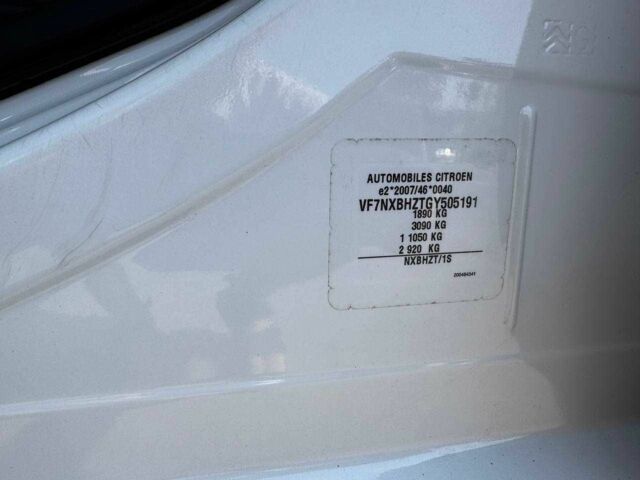 AUTOMOBILES CITROEN
e2*2007/46*0040
VF7NXBHZTGY505191
1890 KG
3090 KG
1 1050 KG
2 920 KG
NXBHZT/1S
200484341